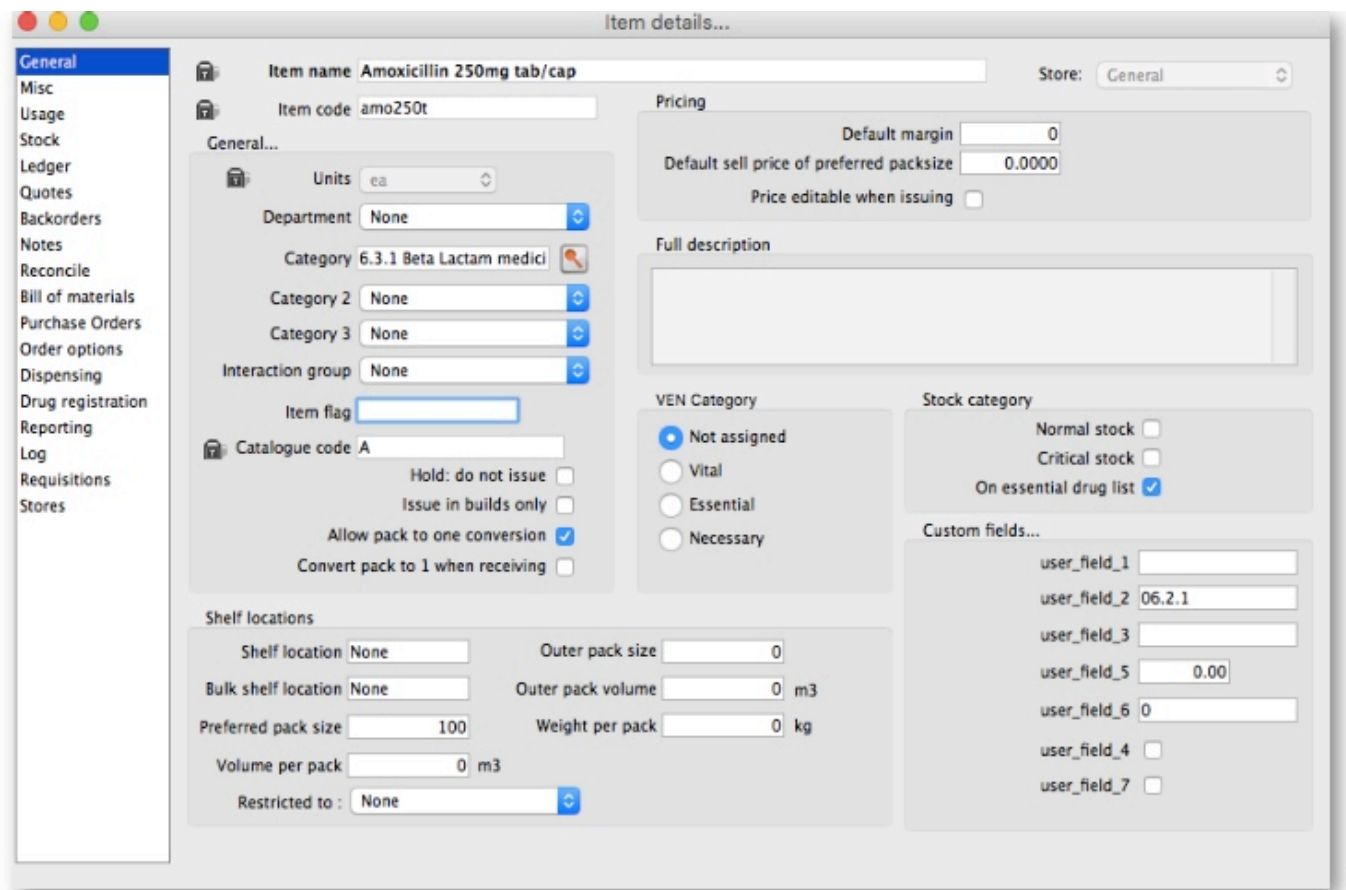 Item details...
General
Misc
Usage
Stock
Ledger
Quotes
Backorders
Notes
Reconcile
Bill of materials
Purchase Orders
Order options
Dispensing
Drug registration
Reporting
Log
Requisitions
Stores
Item name Amoxicillin 250mg tab/cap
Store: General
Item code amo250t
General...
Units ea
Department None
Category 6.3.1 Beta Lactam medici
Category 2 None
Category 3 None
Interaction group None
Item flag
Catalogue code A
Hold: do not issue
Issue in builds only
Allow pack to one conversion
Convert pack to 1 when receiving
Pricing
Default margin 0
Default sell price of preferred packsize 0.0000
Price editable when issuing
Full description
VEN Category
Not assigned
Vital
Essential
Necessary
Stock category
Normal stock
Critical stock
On essential drug list
Custom fields...
user_field_1
user_field_2 06.2.1
user_field_3
user_field_5 0.00
user_field_6 0
user_field_4
user_field_7
Shelf locations
Shelf location None
Outer pack size 0
Bulk shelf location None
Outer pack volume 0 m3
Preferred pack size 100
Weight per pack 0 kg
Volume per pack 0 m3
Restricted to : None